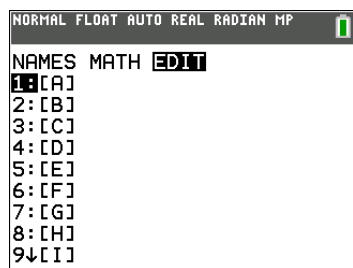 NORMAL FLOAT AUTO REAL RADIAN MP
NAMES MATH EDIT
1:[A]
2:[B]
3:[C]
4:[D]
5:[E]
6:[F]
7:[G]
8:[H]
9↓[I]